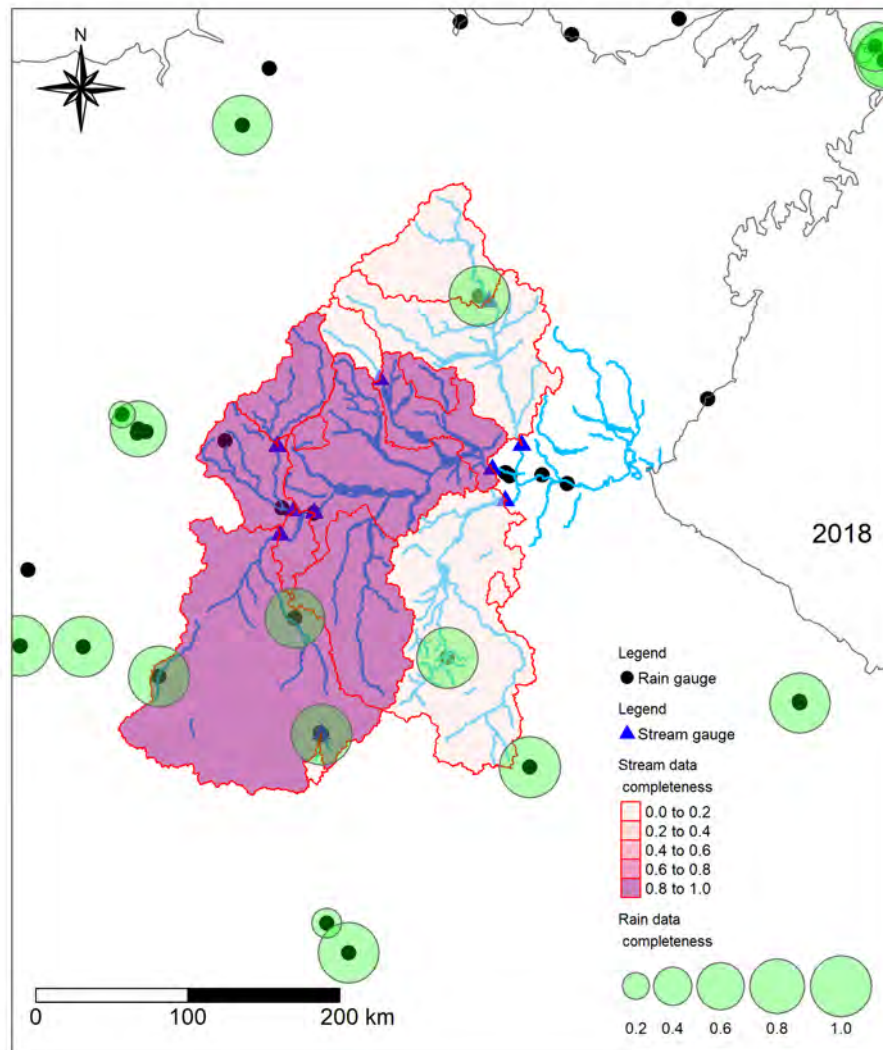 N
2018
Legend
Rain gauge
Legend
Stream gauge
Stream data
completeness
0.0 to 0.2
0.2 to 0.4
0.4 to 0.6
0.6 to 0.8
0.8 to 1.0
Rain data
completeness
0.2 0.4 0.6 0.8 1.0
0 100 200 km